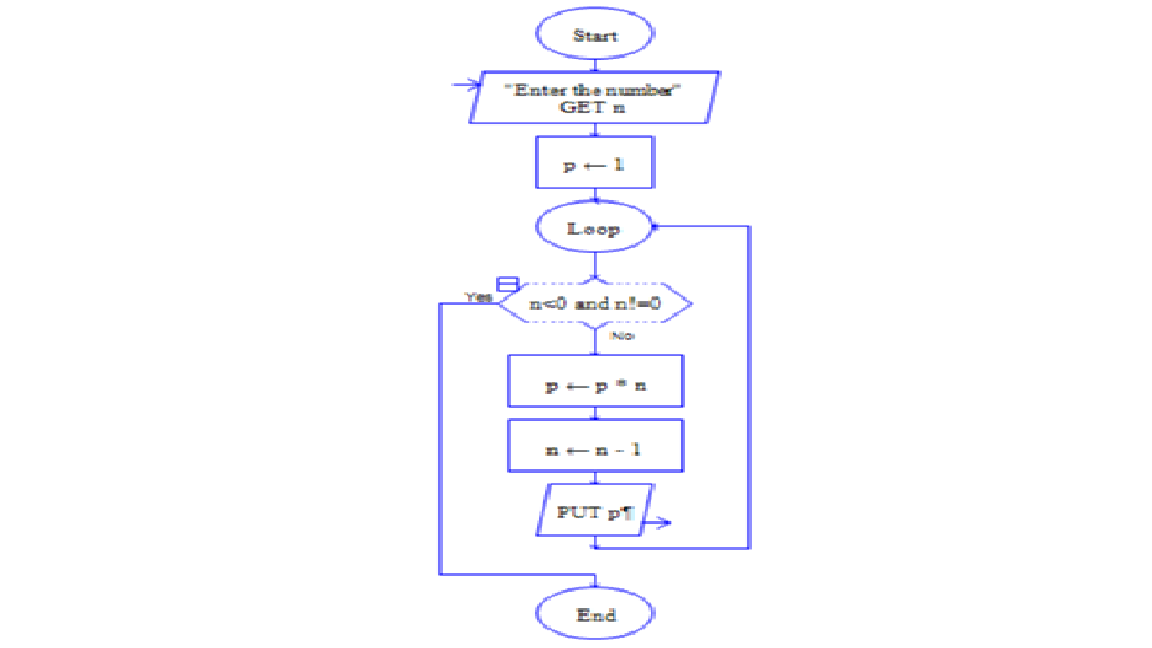 Start
"Enter the number"
GET n
p ← 1
Loop
Yes
n<0 and n!=0
No
p ← p * n
n ← n - 1
PUT p¶
End